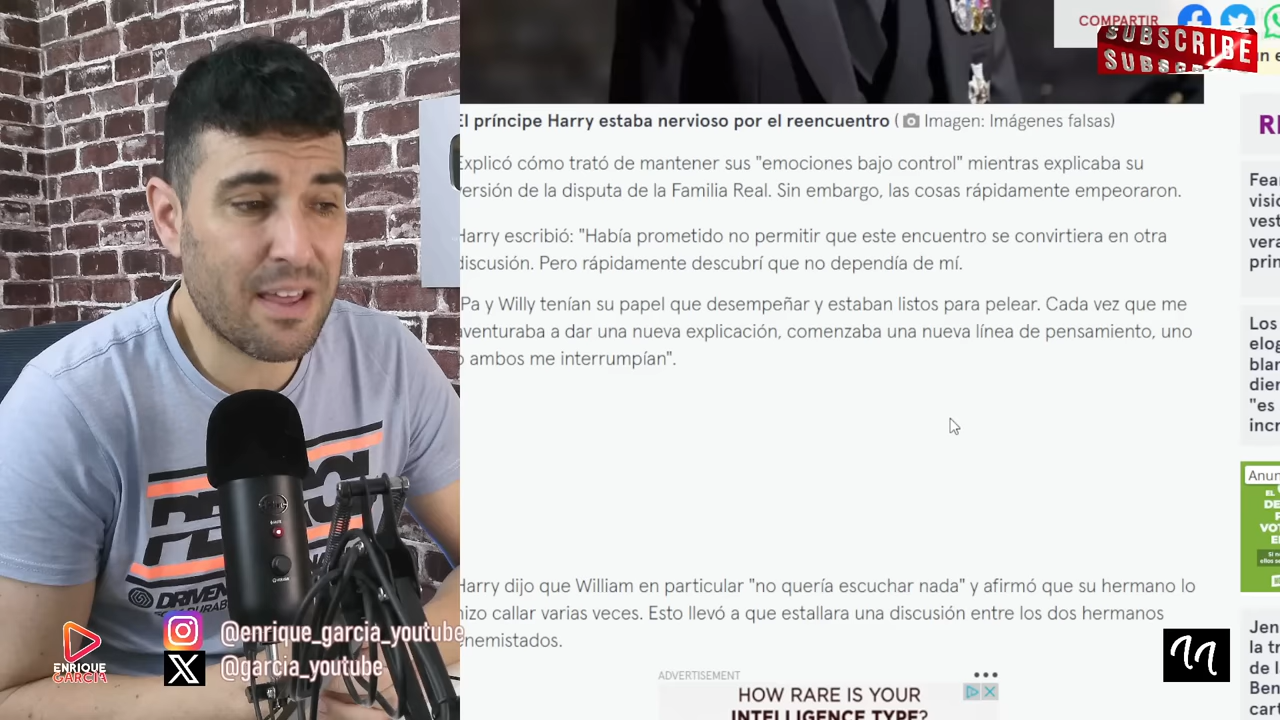 COMPARTIR
SUBSCRIBE
El príncipe Harry estaba nervioso por el reencuentro ( Imagen: Imágenes falsas)
Explicó cómo trató de mantener sus "emociones bajo control" mientras explicaba su
versión de la disputa de la Familia Real. Sin embargo, las cosas rápidamente empeoraron.
Harry escribió: "Había prometido no permitir que este encuentro se convirtiera en otra
discusión. Pero rápidamente descubrí que no dependía de mí.
"Pa y Willy tenían su papel que desempeñar y estaban listos para pelear. Cada vez que me
aventuraba a dar una nueva explicación, comenzaba una nueva línea de pensamiento, uno
o ambos me interrumpían".
Harry dijo que William en particular "no quería escuchar nada" y afirmó que su hermano lo
hizo callar varias veces. Esto llevó a que estallara una discusión entre los dos hermanos
enemistados.
ADVERTISEMENT
HOW RARE IS YOUR
INTELLIGENCE TYPE?
Los
"es
de
Anun
DRIVEN
ENRIQUE
GARCIA
@enrique_garcia_youtube
@garcia_youtube